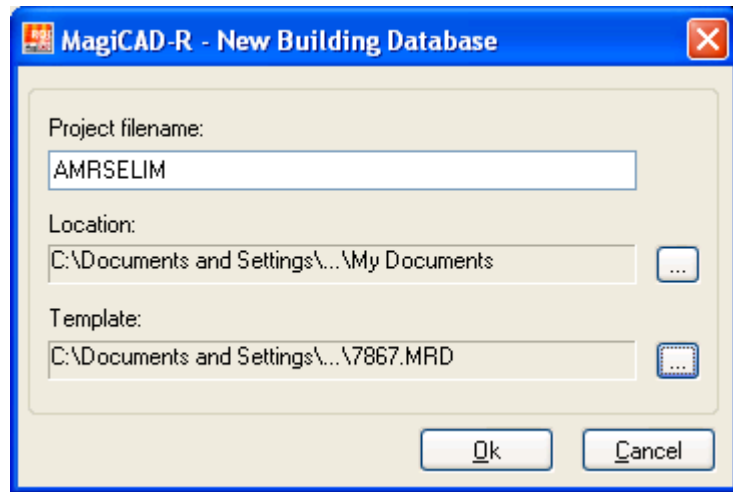 MagiCAD-R - New Building Database
Project filename:
AMRSELIM
Location:
C:\Documents and Settings\...\My Documents
...
Template:
C:\Documents and Settings\...\7867.MRD
...
Ok
Cancel